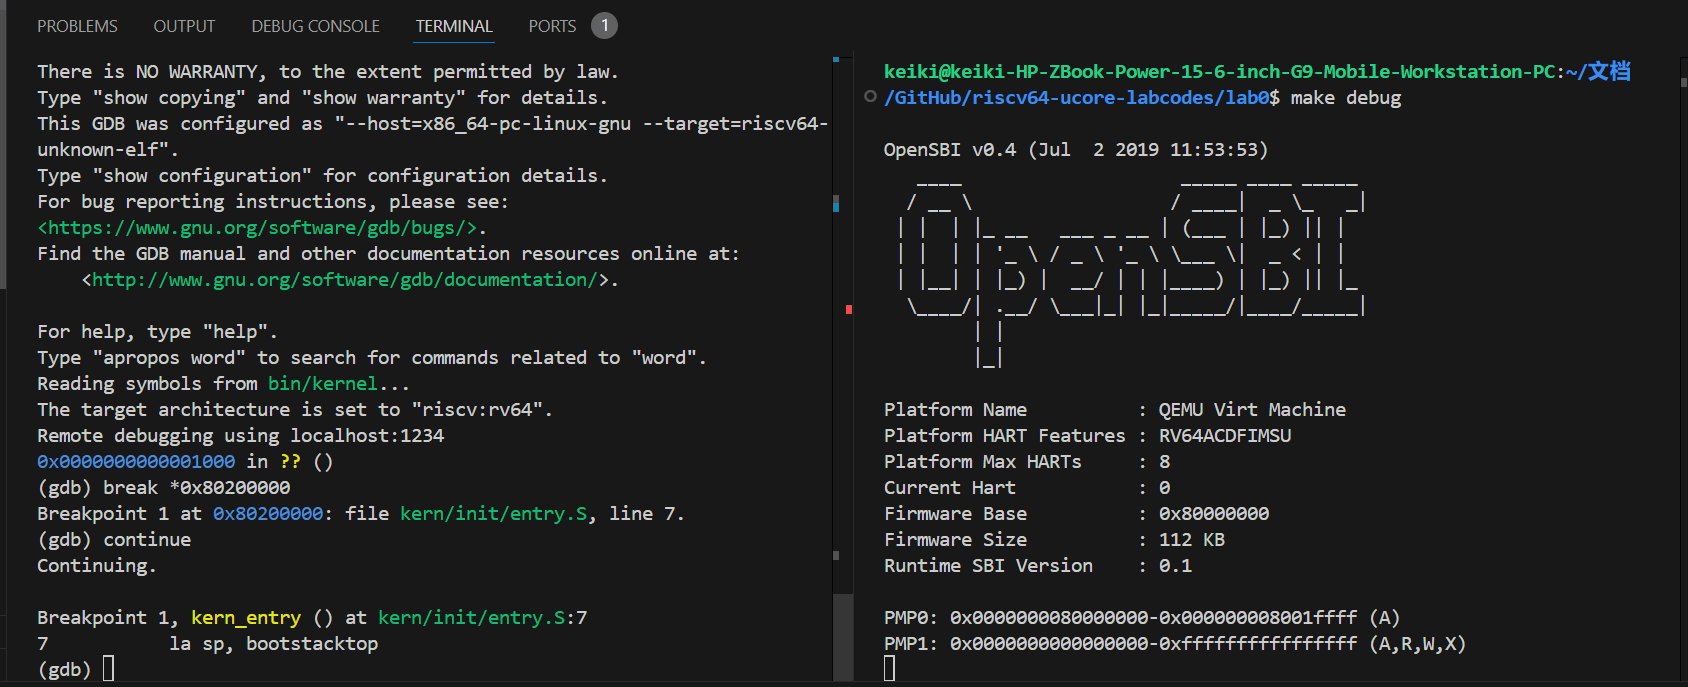 PROBLEMS OUTPUT DEBUG CONSOLE TERMINAL PORTS 1
There is NO WARRANTY, to the extent permitted by law.
Type "show copying" and "show warranty" for details.
This GDB was configured as "--host=x86_64-pc-linux-gnu --target=riscv64-
unknown-elf".
Type "show configuration" for configuration details.
For bug reporting instructions, please see:
<https://www.gnu.org/software/gdb/bugs/>.
Find the GDB manual and other documentation resources online at:
    <http://www.gnu.org/software/gdb/documentation/>.
For help, type "help".
Type "apropos word" to search for commands related to "word".
Reading symbols from bin/kernel...
The target architecture is set to "riscv:rv64".
Remote debugging using localhost:1234
0x0000000000001000 in ?? ()
(gdb) break *0x80200000
Breakpoint 1 at 0x80200000: file kern/init/entry.S, line 7.
(gdb) continue
Continuing.
Breakpoint 1, kern_entry () at kern/init/entry.S:7
7           la sp, bootstacktop
(gdb)
keiki@keiki-HP-ZBook-Power-15-6-inch-G9-Mobile-Workstation-PC:~/文档
/GitHub/riscv64-ucore-labcodes/lab0$ make debug
OpenSBI v0.4 (Jul  2 2019 11:53:53)
OpenSBI
Platform Name          : QEMU Virt Machine
Platform HART Features : RV64ACDFIMSU
Platform Max HARTs     : 8
Current Hart           : 0
Firmware Base          : 0x80000000
Firmware Size          : 112 KB
Runtime SBI Version    : 0.1
PMP0: 0x0000000080000000-0x000000008001ffff (A)
PMP1: 0x0000000000000000-0xffffffffffffffff (A,R,W,X)